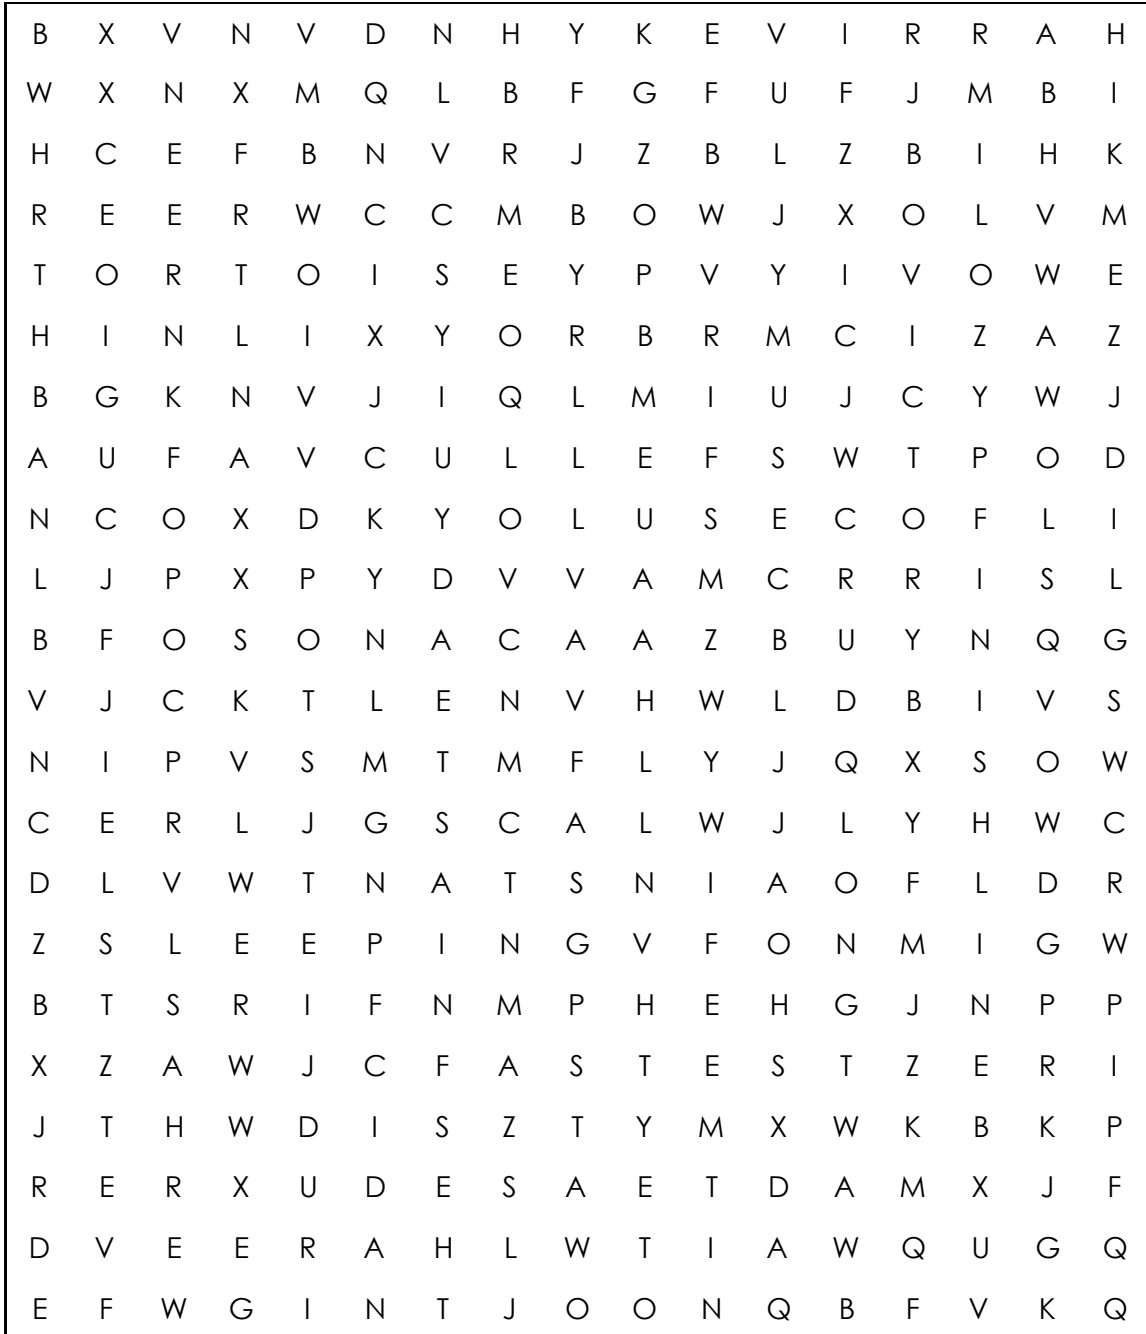 B X V N V D N H Y K E V I R R A H
W X N X M Q L B F G F U F J M B I
H C E F B N V R J Z B L Z B I H K
R E E R W C C M B O W J X O L V M
T O R T O I S E Y P V Y I V O W E
H I N L I X Y O R B R M C I Z A Z
B G K N V J I Q L M I U J C Y W J
A U F A V C U L L E F S W T P O D
N C O X D K Y O L U S E C O F L I
L J P X P Y D V V A M C R R I S L
B F O S O N A C A A Z B U Y N Q G
V J C K T L E N V H W L D B I V S
N I P V S M T M F L Y J Q X S O W
C E R L J G S C A L W J L Y H W C
D L V W T N A T S N I A O F L D R
Z S L E E P I N G V F O N M I G W
B T S R I F N M P H E H G J N P P
X Z A W J C F A S T E S T Z E R I
J T H W D I S Z T Y M X W K B K P
R E R X U D E S A E T D A M X J F
D V E E R A H L W T I A W Q U G Q
E F W G I N T J O O N Q B F V K Q